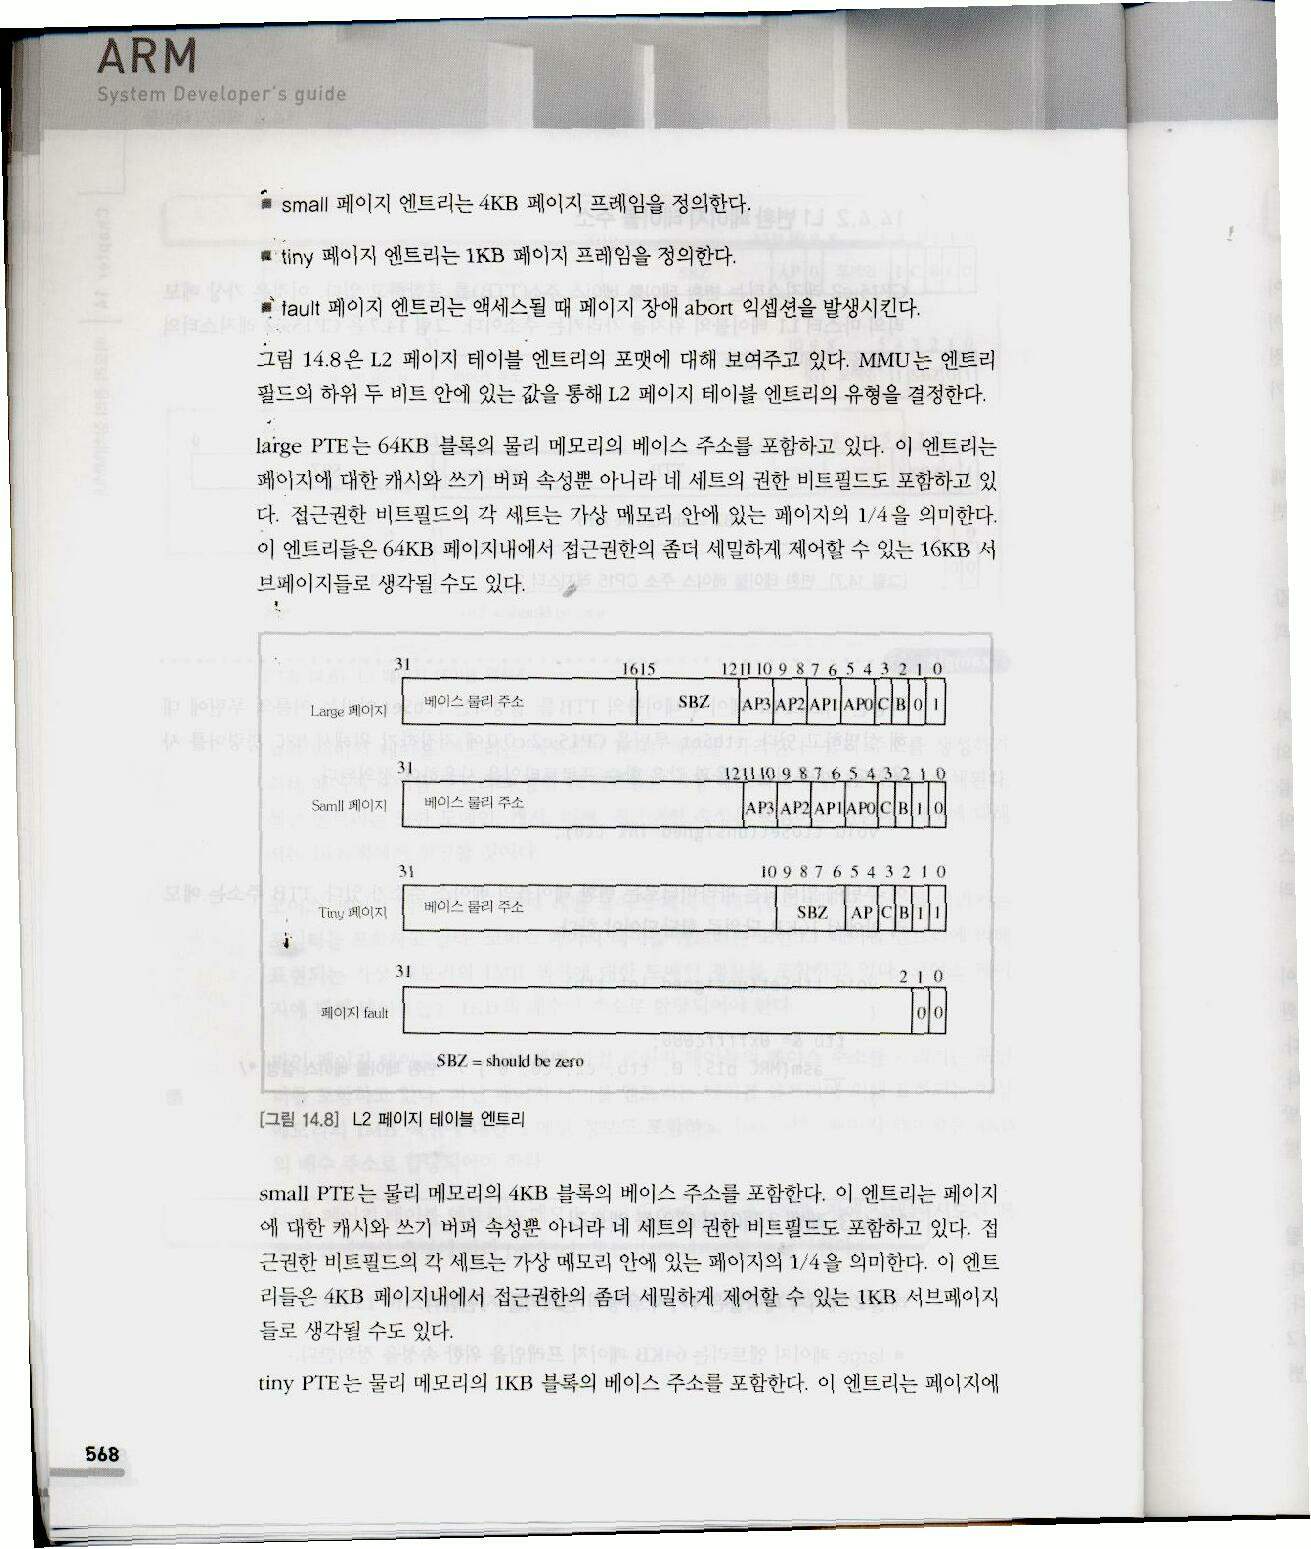 ARM
System Developer's guide
■ small 페이지 엔트리는 4KB 페이지 프레임을 정의한다.
■ tiny 페이지 엔트리는 1KB 페이지 프레임을 정의한다.
■ fault 페이지 엔트리는 액세스될 때 페이지 장애 abort 익셉션을 발생시킨다.
그림 14.8은 L2 페이지 테이블 엔트리의 포맷에 대해 보여주고 있다. MMU는 엔트리
필드의 하위 두 비트 안에 있는 값을 통해 L2 페이지 테이블 엔트리의 유형을 결정한다.
large PTE는 64KB 블록의 물리 메모리의 베이스 주소를 포함하고 있다. 이 엔트리는
페이지에 대한 캐시와 쓰기 버퍼 속성뿐 아니라 네 세트의 권한 비트필드도 포함하고 있
다. 접근권한 비트필드의 각 세트는 가상 메모리 안에 있는 페이지의 1/4을 의미한다.
이 엔트리들은 64KB 페이지내에서 접근권한의 좀더 세밀하게 제어할 수 있는 16KB 서
브페이지들로 생각될 수도 있다.
31 1615 121110 9 8 7 6 5 4 3 2 1 0
Large 페이지 베이스 물리 주소 SBZ AP3 AP2 AP1 AP0 C B 0 1
31 121110 9 8 7 6 5 4 3 2 1 0
Samll 페이지 베이스 물리 주소 AP3 AP2 AP1 AP0 C B 1 0
31 10 9 8 7 6 5 4 3 2 1 0
Tiny 페이지 베이스 물리 주소 SBZ AP C B 1 1
31 2 1 0
페이지 fault 0 0
SBZ = should be zero
[그림 14.8] L2 페이지 테이블 엔트리
small PTE는 물리 메모리의 4KB 블록의 베이스 주소를 포함한다. 이 엔트리는 페이지
에 대한 캐시와 쓰기 버퍼 속성뿐 아니라 네 세트의 권한 비트필드도 포함하고 있다. 접
근권한 비트필드의 각 세트는 가상 메모리 안에 있는 페이지의 1/4을 의미한다. 이 엔트
리들은 4KB 페이지내에서 접근권한의 좀더 세밀하게 제어할 수 있는 1KB 서브페이지
들로 생각될 수도 있다.
tiny PTE는 물리 메모리의 1KB 블록의 베이스 주소를 포함한다. 이 엔트리는 페이지에
568